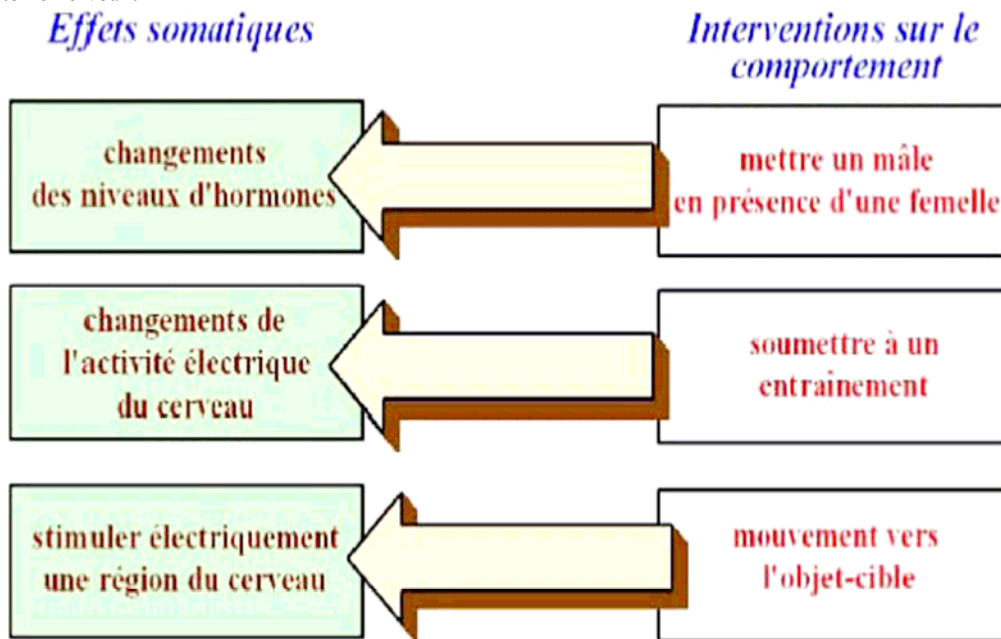 Effets somatiques
Interventions sur le
comportement
changements
des niveaux d'hormones
mettre un mâle
en présence d'une femelle
changements de
l'activité électrique
du cerveau
soumettre à un
entraînement
stimuler électriquement
une région du cerveau
mouvement vers
l'objet-cible